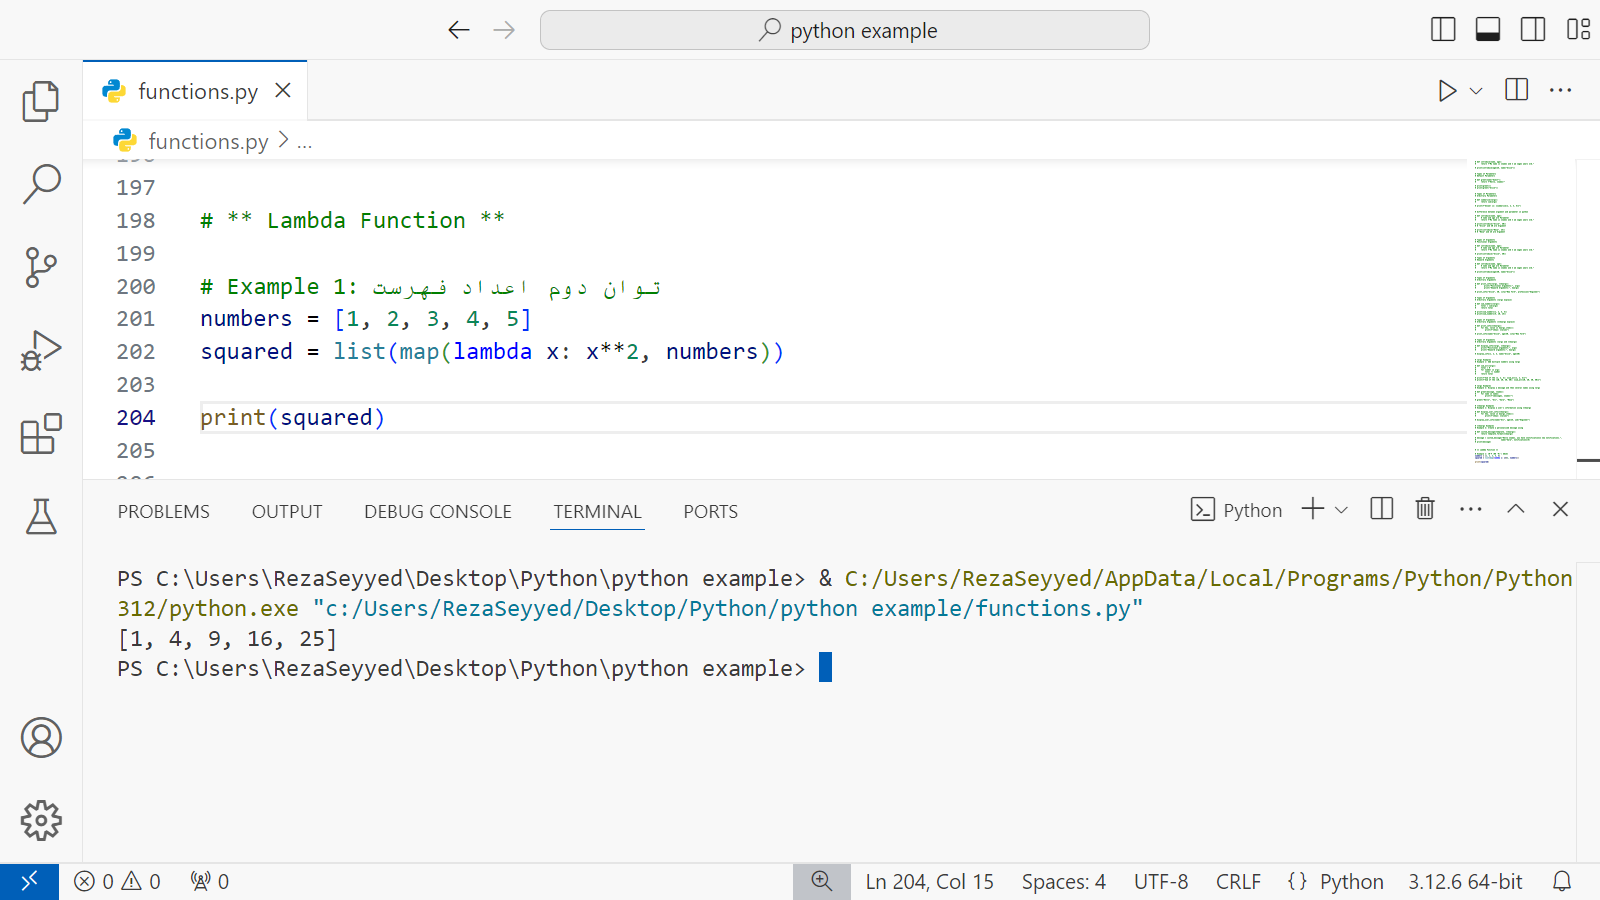 python example
functions.py
functions.py > ...
197
198 # ** Lambda Function **
199
200 # Example 1: توان دوم اعداد فهرست
201 numbers = [1, 2, 3, 4, 5]
202 squared = list(map(lambda x: x**2, numbers))
203
204 print(squared)
205
PROBLEMS OUTPUT DEBUG CONSOLE TERMINAL PORTS Python
PS C:\Users\RezaSeyyed\Desktop\Python\python example> & C:/Users/RezaSeyyed/AppData/Local/Programs/Python/Python
312/python.exe "c:/Users/RezaSeyyed/Desktop/Python/python example/functions.py"
[1, 4, 9, 16, 25]
PS C:\Users\RezaSeyyed\Desktop\Python\python example>
0 0 0 Ln 204, Col 15 Spaces: 4 UTF-8 CRLF {} Python 3.12.6 64-bit